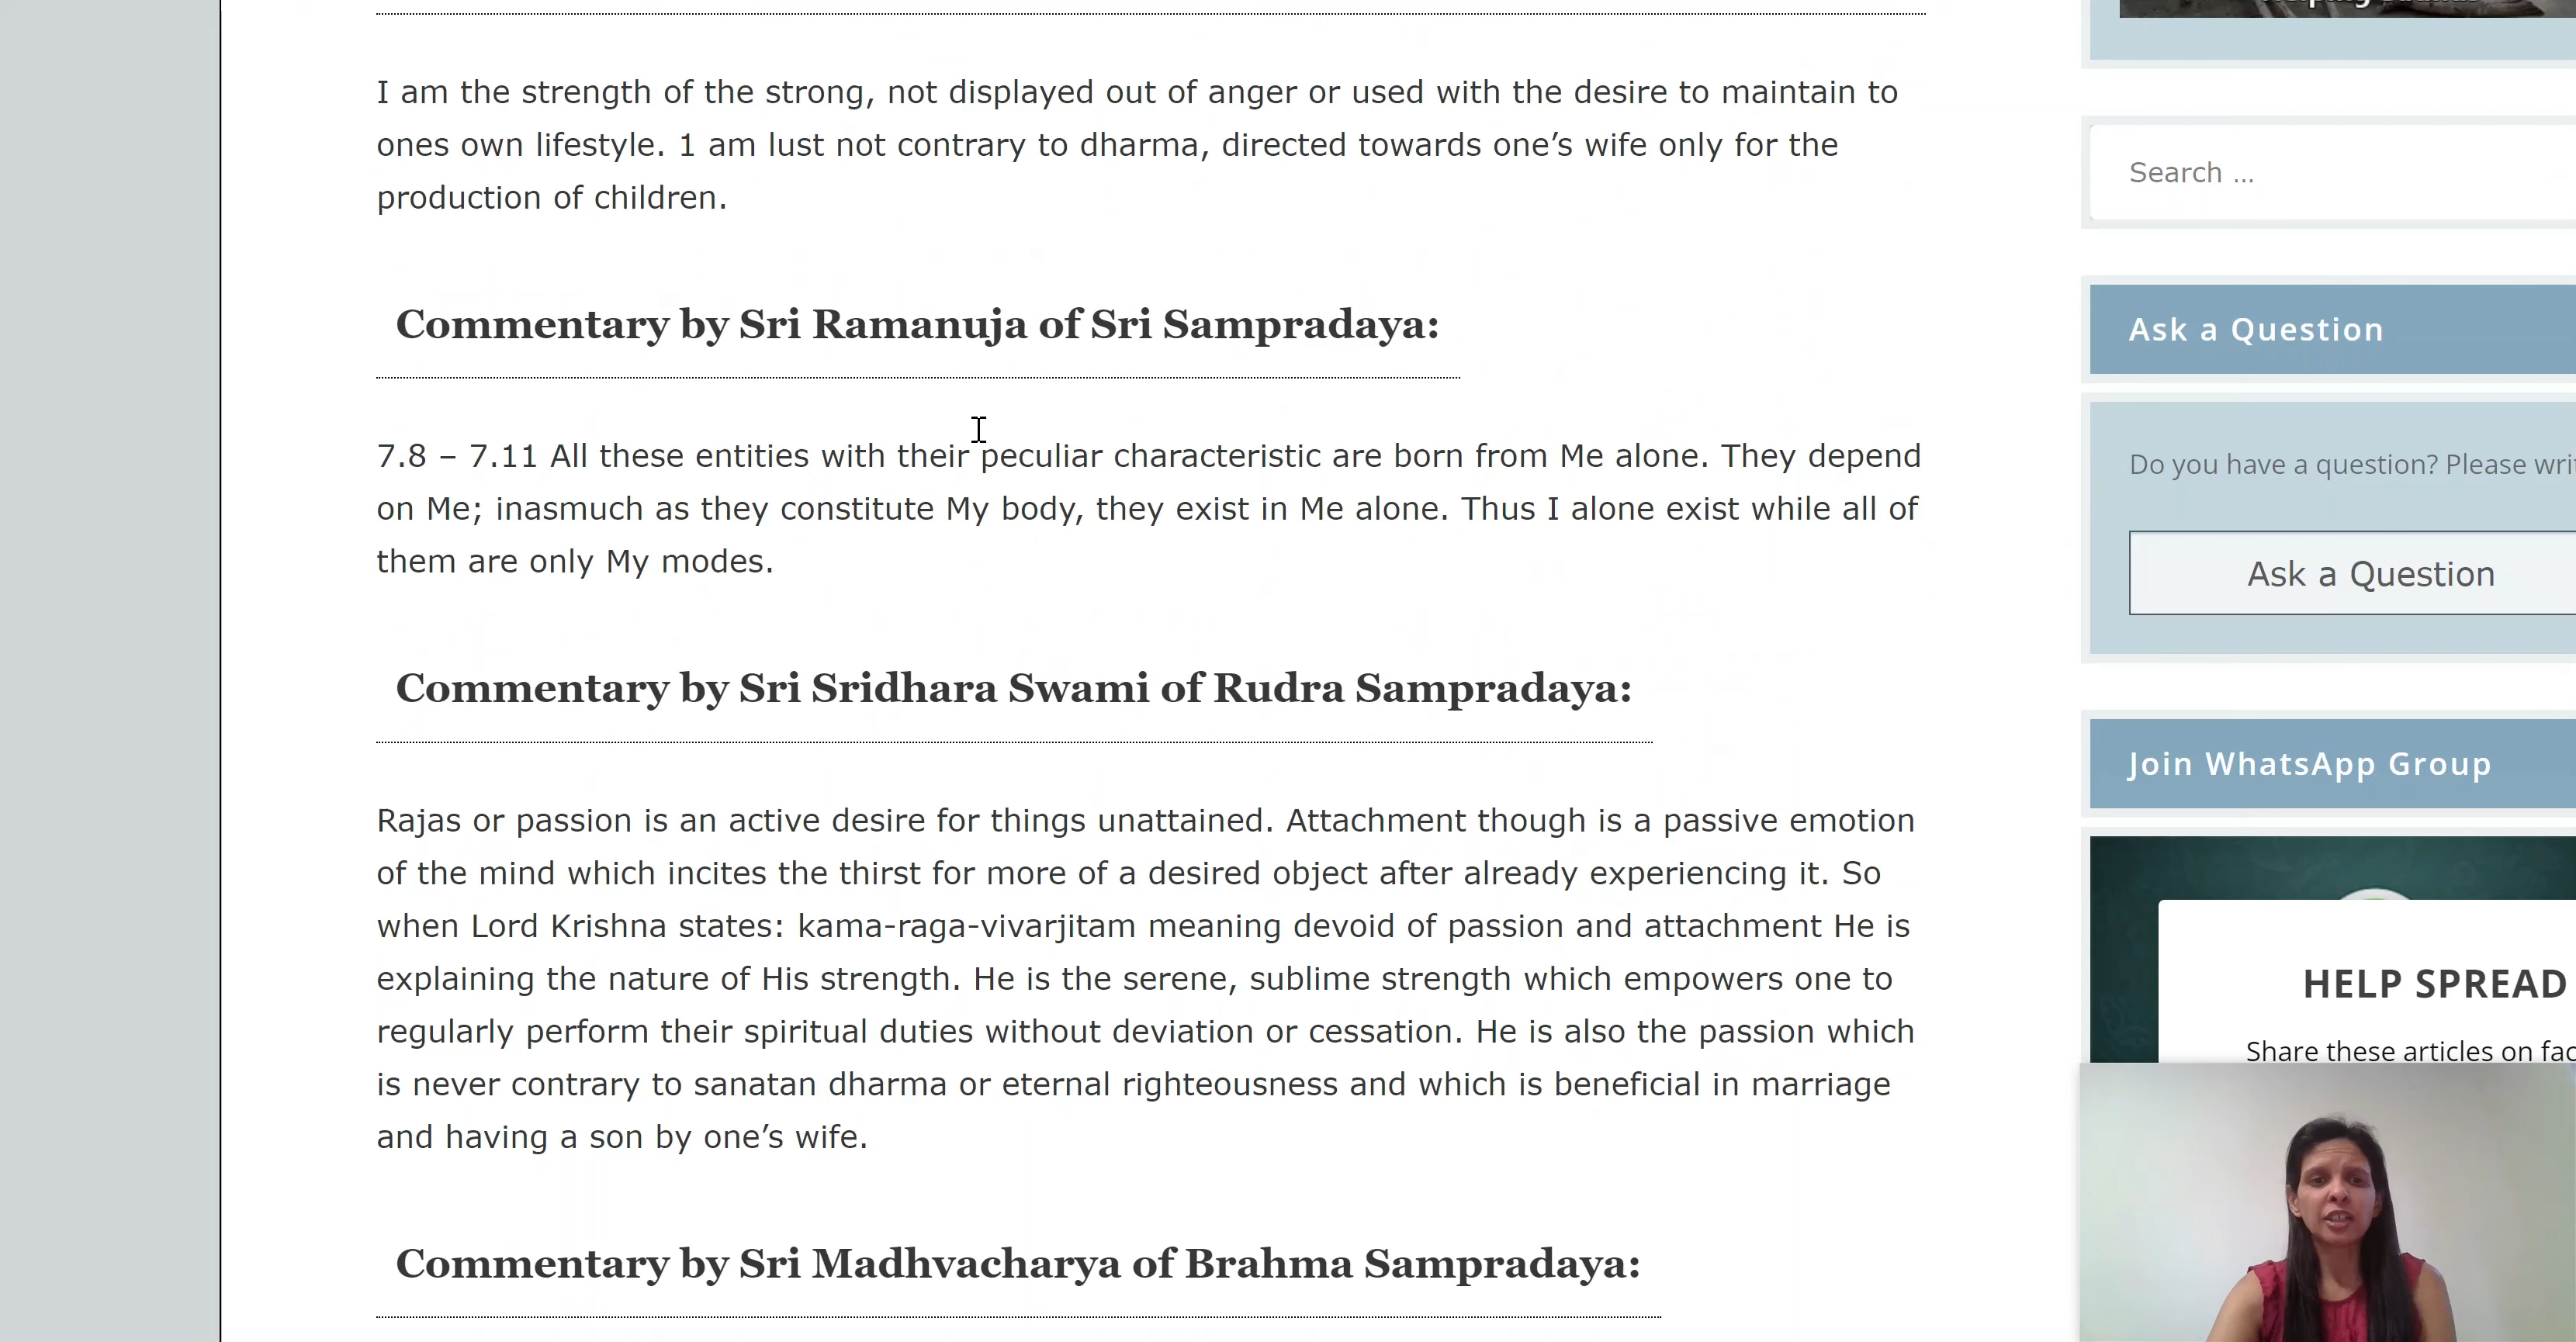 I am the strength of the strong, not displayed out of anger or used with the desire to maintain to
ones own lifestyle. 1 am lust not contrary to dharma, directed towards one’s wife only for the
production of children.
Commentary by Sri Ramanuja of Sri Sampradaya:
7.8 – 7.11 All these entities with their peculiar characteristic are born from Me alone. They depend
on Me; inasmuch as they constitute My body, they exist in Me alone. Thus I alone exist while all of
them are only My modes.
Commentary by Sri Sridhara Swami of Rudra Sampradaya:
Rajas or passion is an active desire for things unattained. Attachment though is a passive emotion
of the mind which incites the thirst for more of a desired object after already experiencing it. So
when Lord Krishna states: kama-raga-vivarjitam meaning devoid of passion and attachment He is
explaining the nature of His strength. He is the serene, sublime strength which empowers one to
regularly perform their spiritual duties without deviation or cessation. He is also the passion which
is never contrary to sanatan dharma or eternal righteousness and which is beneficial in marriage
and having a son by one’s wife.
Commentary by Sri Madhvacharya of Brahma Sampradaya:
Search ...
Ask a Question
Do you have a question? Please
Ask a Question
Join WhatsApp Group
HELP SPREAD
Share these articles on